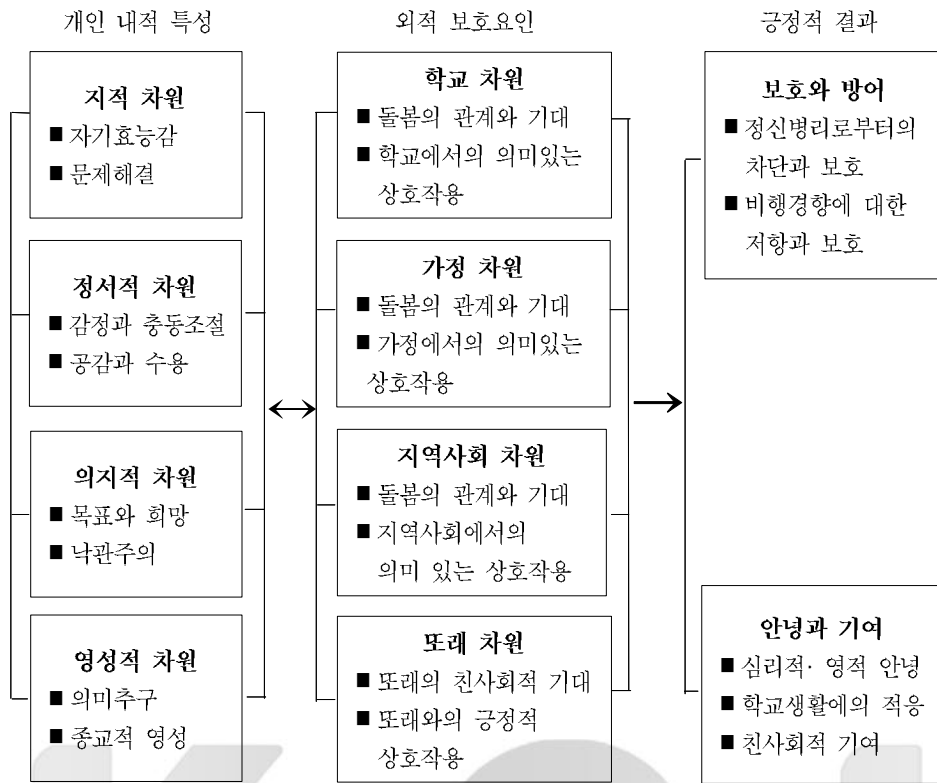 개인 내적 특성
지적 차원
■ 자기효능감
■ 문제해결
정서적 차원
■ 감정과 충동조절
■ 공감과 수용
의지적 차원
■ 목표와 희망
■ 낙관주의
영성적 차원
■ 의미추구
■ 종교적 영성
외적 보호요인
학교 차원
■ 돌봄의 관계와 기대
■ 학교에서의 의미있는
상호작용
가정 차원
■ 돌봄의 관계와 기대
■ 가정에서의 의미있는
상호작용
지역사회 차원
■ 돌봄의 관계와 기대
■ 지역사회에서의
의미 있는 상호작용
또래 차원
■ 또래의 친사회적 기대
■ 또래와의 긍정적
상호작용
긍정적 결과
보호와 방어
■ 정신병리로부터의
차단과 보호
■ 비행경향에 대한
저항과 보호
안녕과 기여
■ 심리적· 영적 안녕
■ 학교생활에의 적응
■ 친사회적 기여